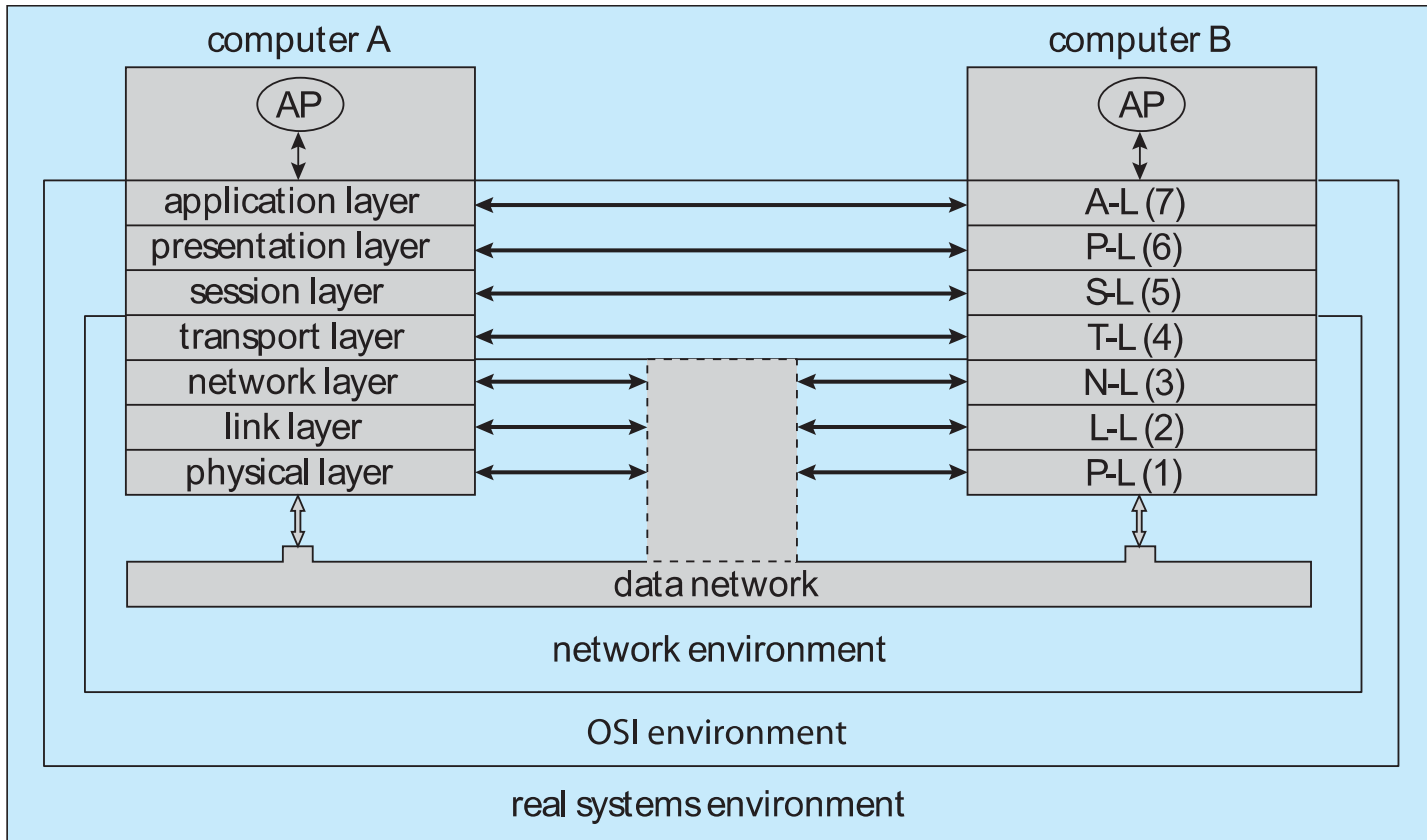 computer A
computer B
AP
AP
application layer
A-L (7)
presentation layer
P-L (6)
session layer
S-L (5)
transport layer
T-L (4)
network layer
N-L (3)
link layer
L-L (2)
physical layer
P-L (1)
data network
network environment
OSI environment
real systems environment